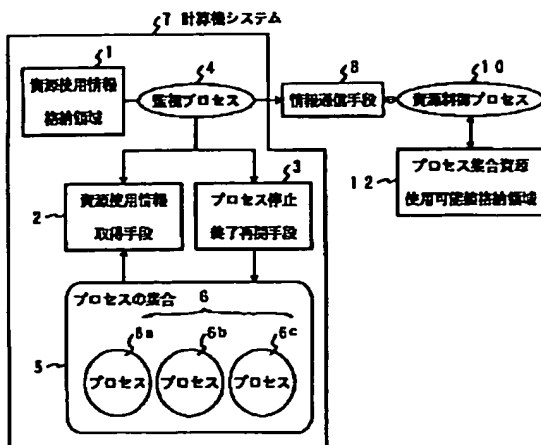 7 計算機システム
1
資源使用情報
格納領域
4
監視プロセス
8
情報通信手段
10
資源制御プロセス
プロセス集合資源
使用可能値格納領域
12
2
資源使用情報
取得手段
3
プロセス停止
終了再開手段
プロセスの集合
6
6a
6b
6c
5
プロセス
プロセス
プロセス